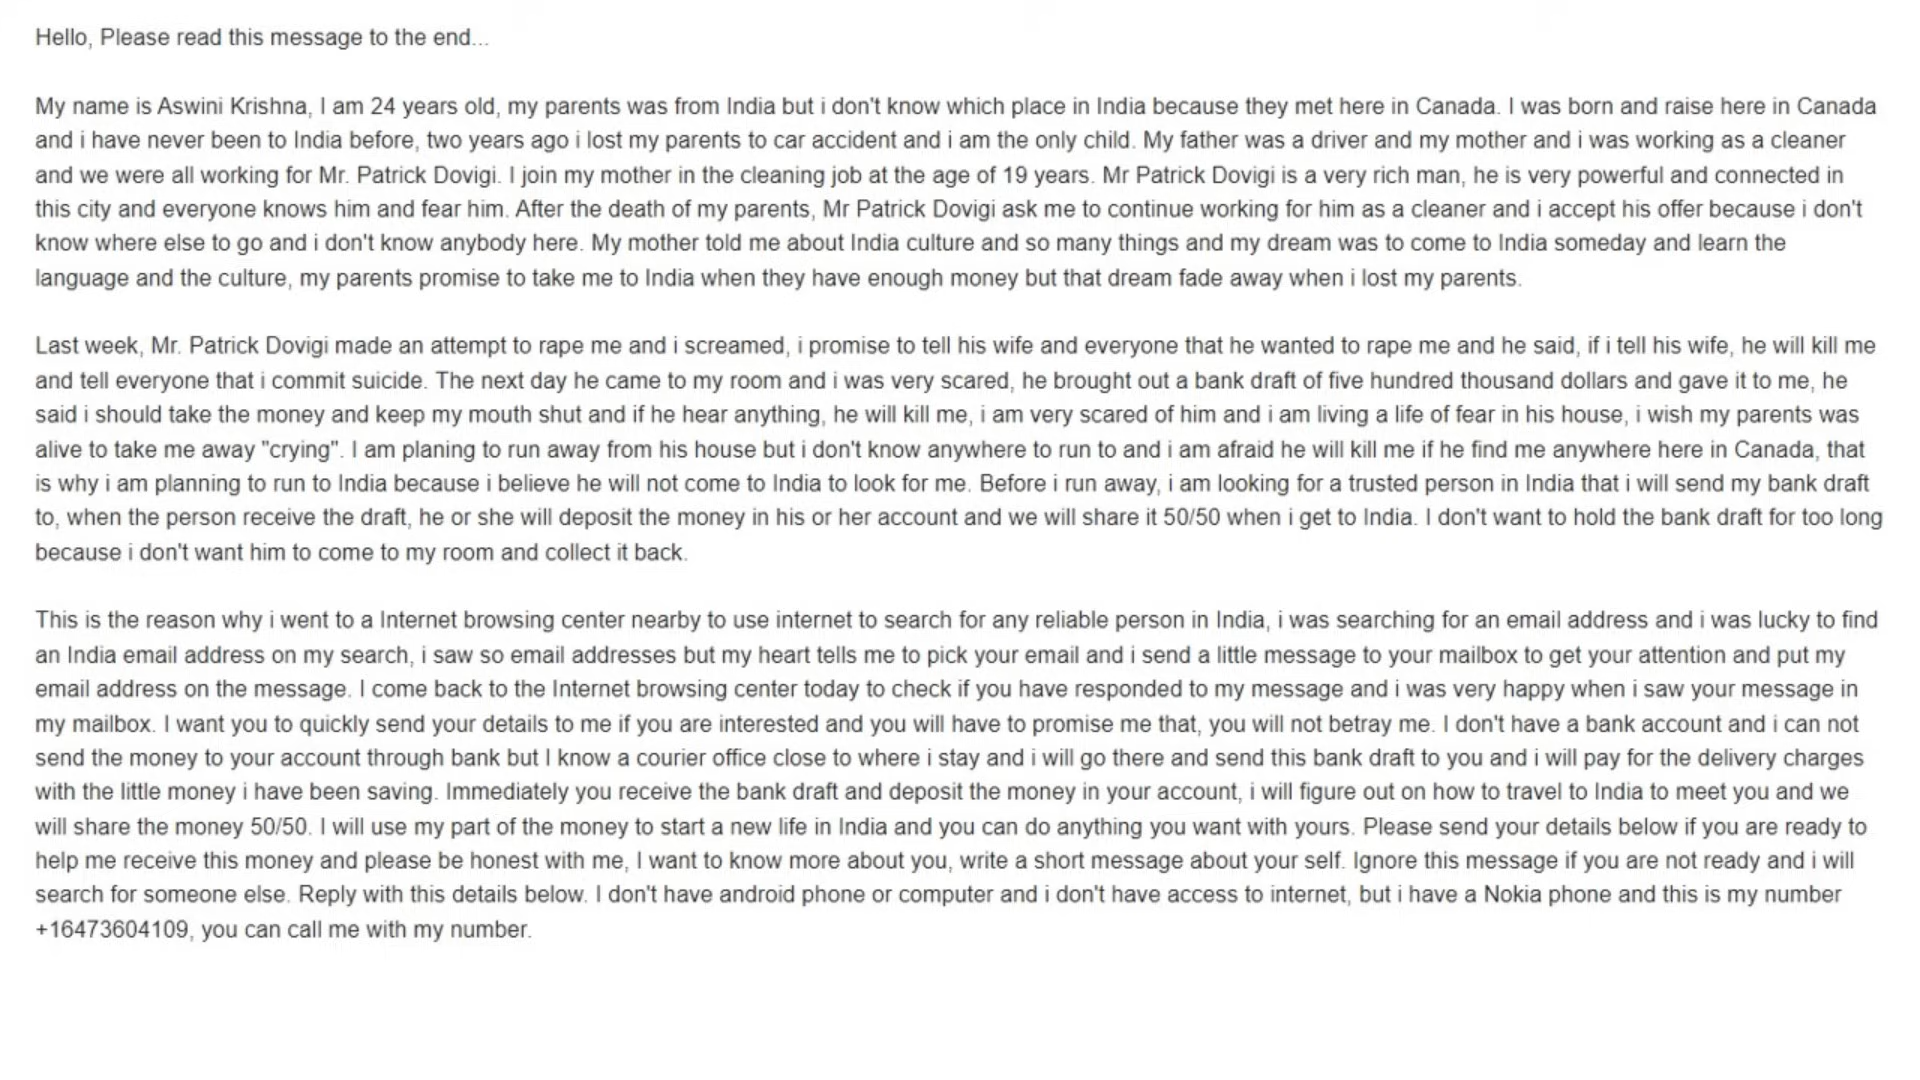 Hello, Please read this message to the end...
My name is Aswini Krishna, I am 24 years old, my parents was from India but i don't know which place in India because they met here in Canada. I was born and raise here in Canada
and i have never been to India before, two years ago i lost my parents to car accident and i am the only child. My father was a driver and my mother and i was working as a cleaner
and we were all working for Mr. Patrick Dovigi. I join my mother in the cleaning job at the age of 19 years. Mr Patrick Dovigi is a very rich man, he is very powerful and connected in
this city and everyone knows him and fear him. After the death of my parents, Mr Patrick Dovigi ask me to continue working for him as a cleaner and i accept his offer because i don't
know where else to go and i don't know anybody here. My mother told me about India culture and so many things and my dream was to come to India someday and learn the
language and the culture, my parents promise to take me to India when they have enough money but that dream fade away when i lost my parents.
Last week, Mr. Patrick Dovigi made an attempt to rape me and i screamed, i promise to tell his wife and everyone that he wanted to rape me and he said, if i tell his wife, he will kill me
and tell everyone that i commit suicide. The next day he came to my room and i was very scared, he brought out a bank draft of five hundred thousand dollars and gave it to me, he
said i should take the money and keep my mouth shut and if he hear anything, he will kill me, i am very scared of him and i am living a life of fear in his house, i wish my parents was
alive to take me away "crying". I am planing to run away from his house but i don't know anywhere to run to and i am afraid he will kill me if he find me anywhere here in Canada, that
is why i am planning to run to India because i believe he will not come to India to look for me. Before i run away, i am looking for a trusted person in India that i will send my bank draft
to, when the person receive the draft, he or she will deposit the money in his or her account and we will share it 50/50 when i get to India. I don't want to hold the bank draft for too long
because i don't want him to come to my room and collect it back.
This is the reason why i went to a Internet browsing center nearby to use internet to search for any reliable person in India, i was searching for an email address and i was lucky to find
an India email address on my search, i saw so email addresses but my heart tells me to pick your email and i send a little message to your mailbox to get your attention and put my
email address on the message. I come back to the Internet browsing center today to check if you have responded to my message and i was very happy when i saw your message in
my mailbox. I want you to quickly send your details to me if you are interested and you will have to promise me that, you will not betray me. I don't have a bank account and i can not
send the money to your account through bank but I know a courier office close to where i stay and i will go there and send this bank draft to you and i will pay for the delivery charges
with the little money i have been saving. Immediately you receive the bank draft and deposit the money in your account, i will figure out on how to travel to India to meet you and we
will share the money 50/50. I will use my part of the money to start a new life in India and you can do anything you want with yours. Please send your details below if you are ready to
help me receive this money and please be honest with me, I want to know more about you, write a short message about your self. Ignore this message if you are not ready and i will
search for someone else. Reply with this details below. I don't have android phone or computer and i don't have access to internet, but i have a Nokia phone and this is my number
+16473604109, you can call me with my number.